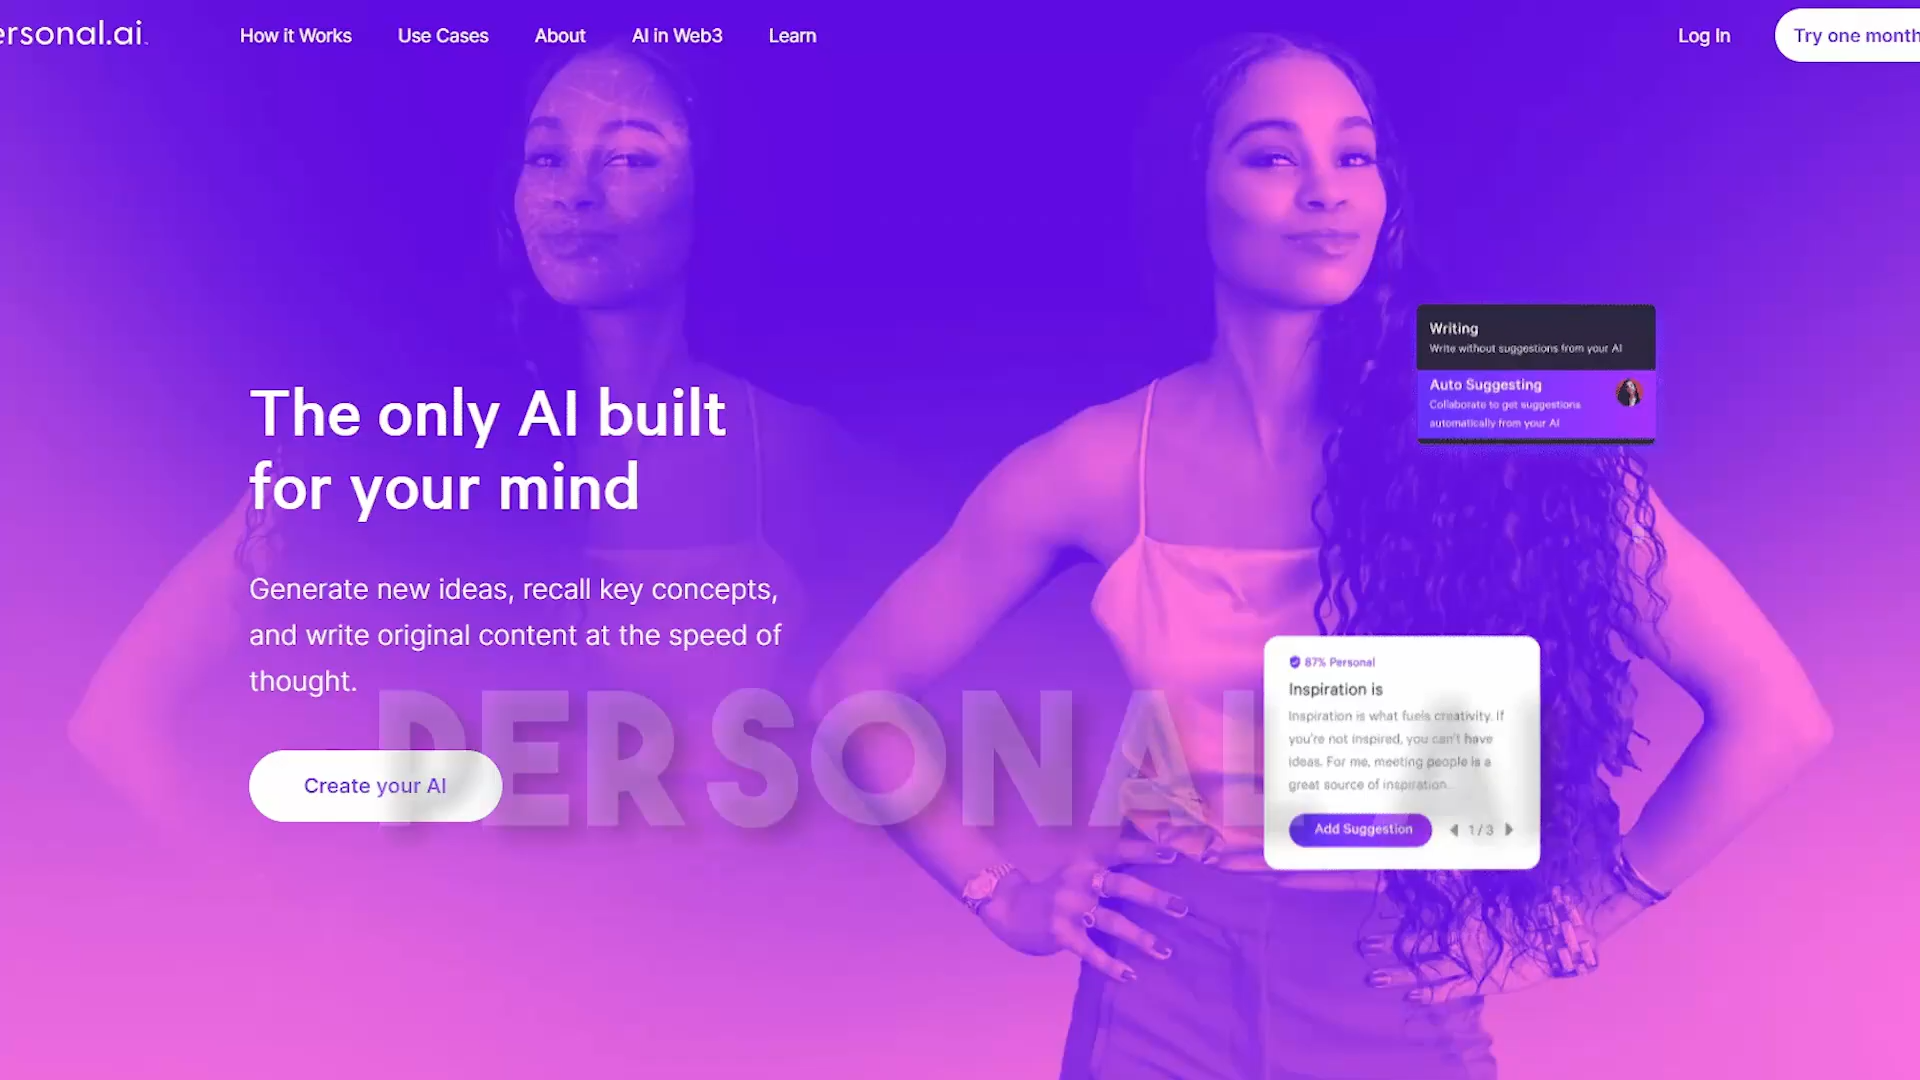 ersonal.ai
How it Works
Use Cases
About
AI in Web3
Learn
Log In
Try one month
The only AI built
for your mind
Generate new ideas, recall key concepts,
and write original content at the speed of
thought.
Create your AI
Writing
Write without suggestions from your AI
Auto Suggesting
Collaborate to get suggestions
automatically from your AI
87% Personal
Inspiration is
Inspiration is what fuels creativity. If
you're not inspired, you can't have
ideas. For me, meeting people is a
great source of inspiration.
Add Suggestion
1 / 3
PERSONAL A